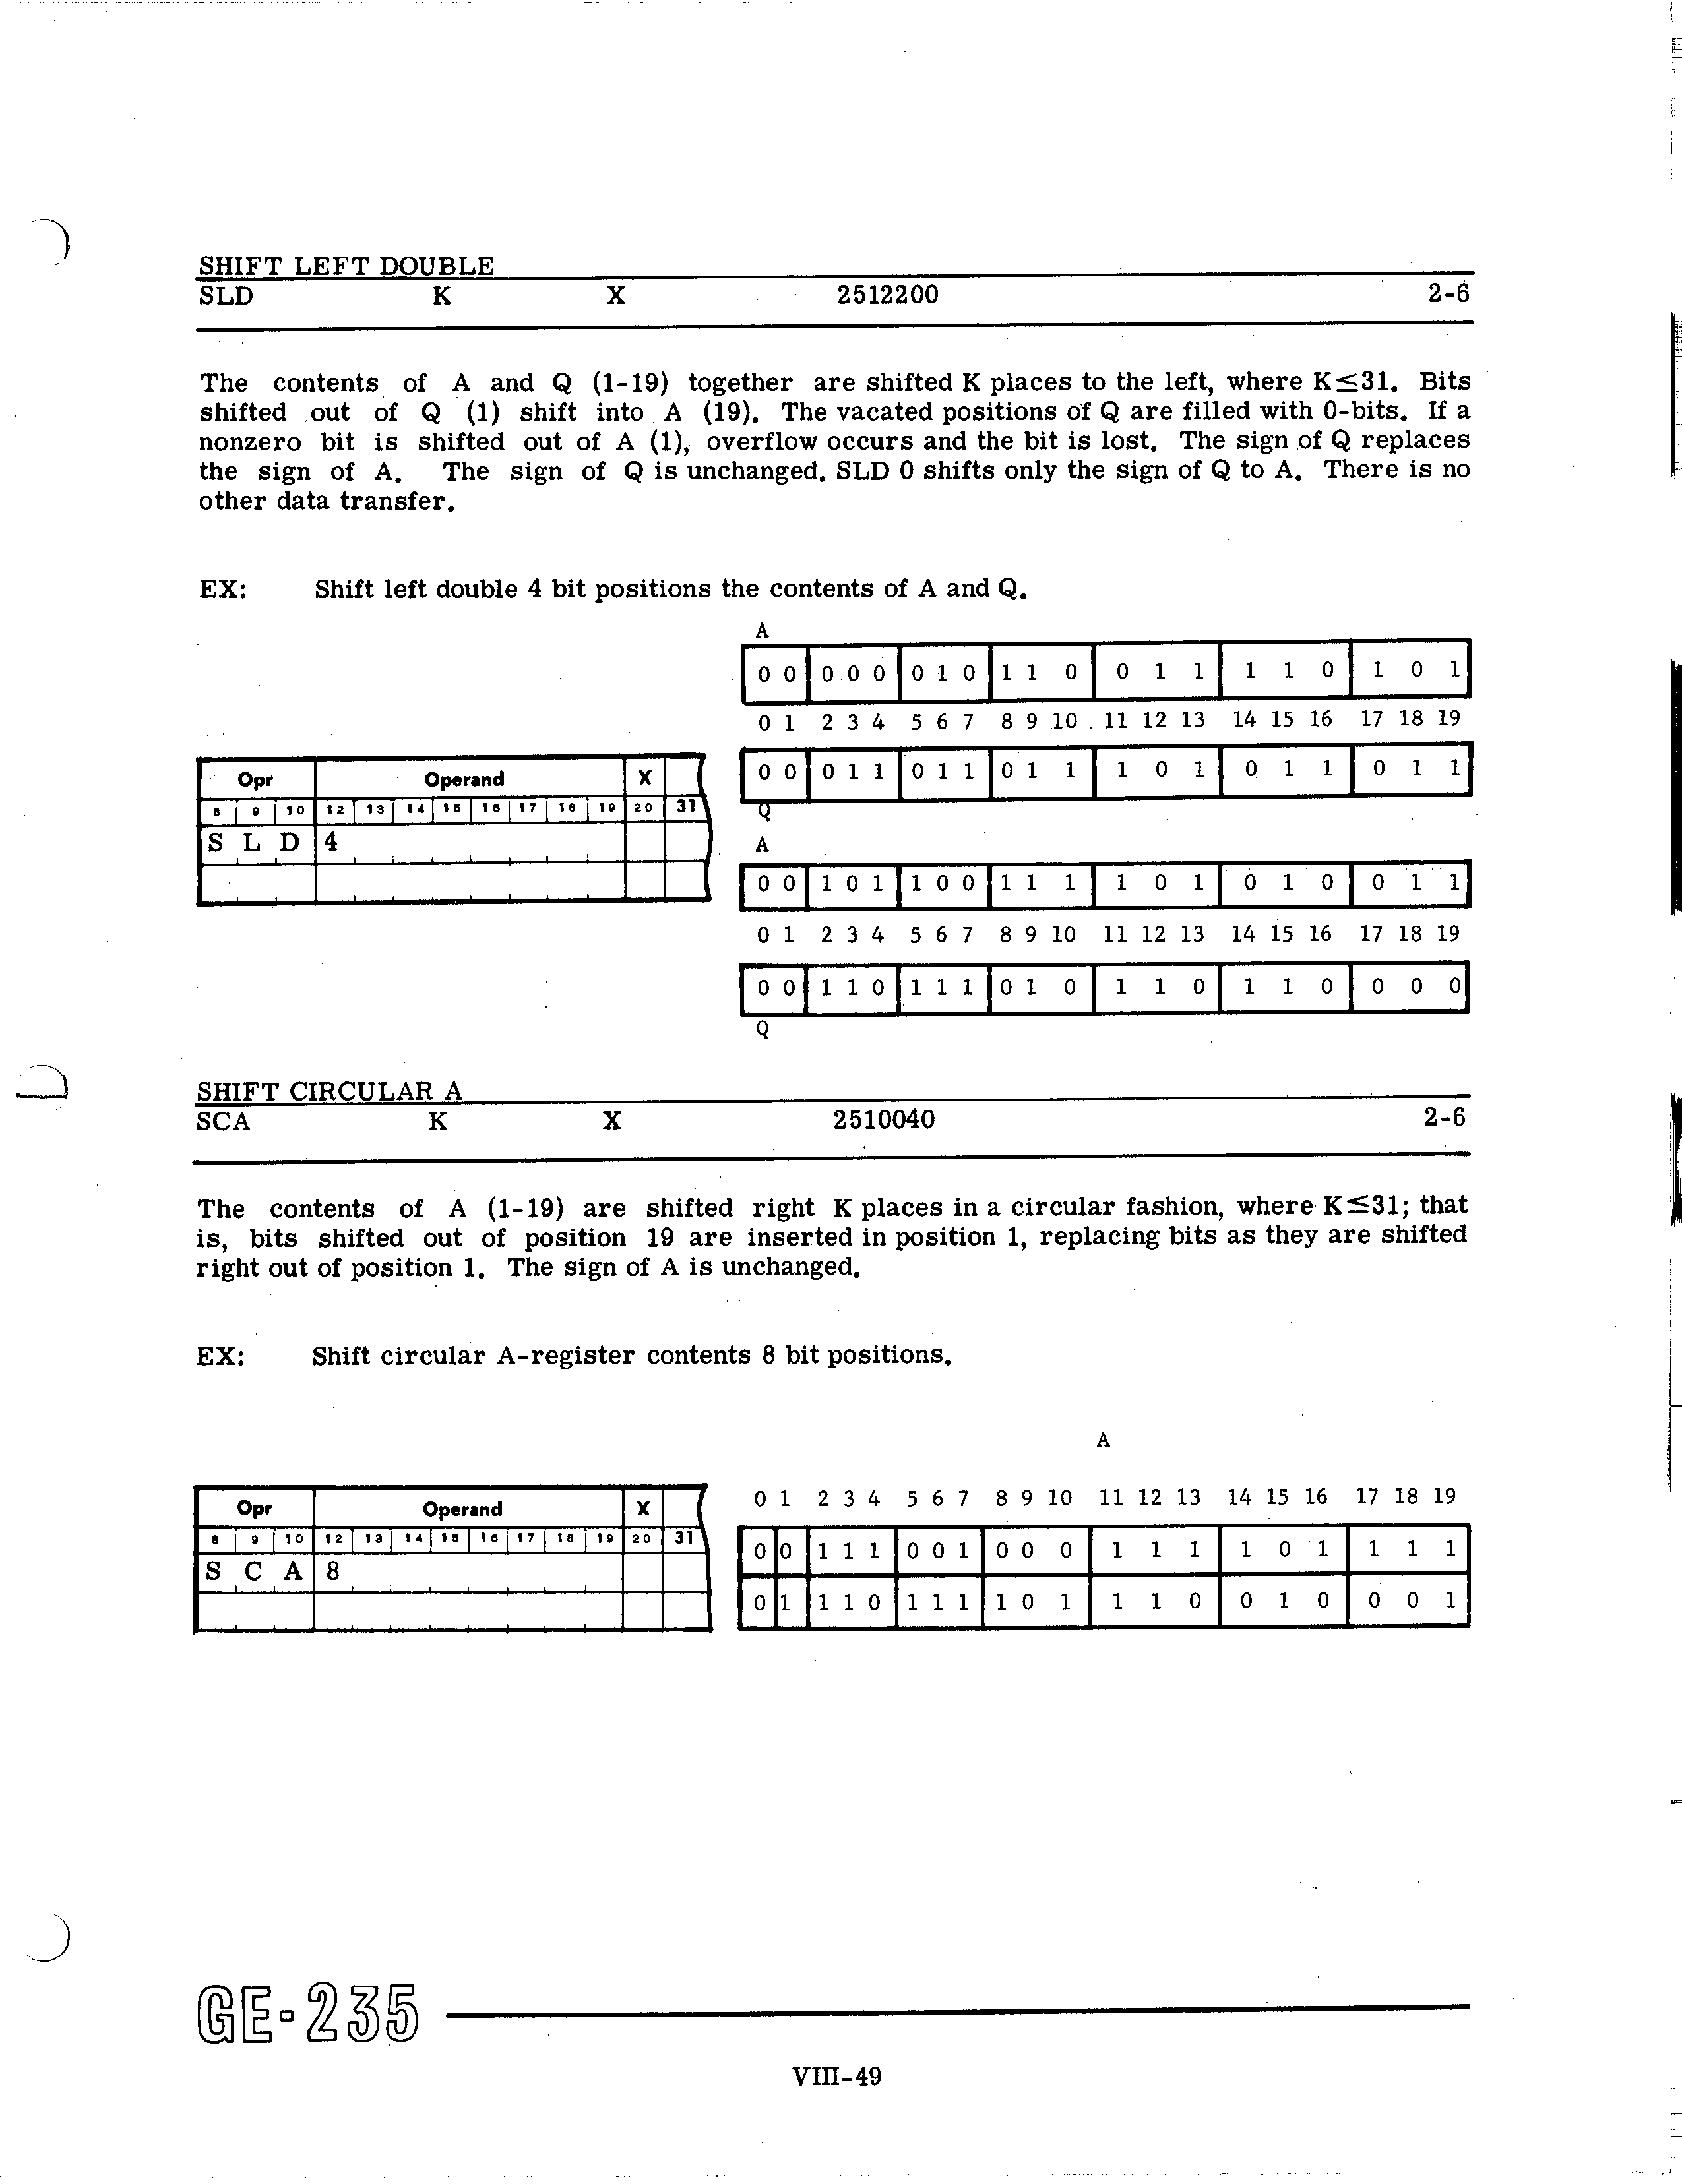 SHIFT LEFT DOUBLE
SLD K X 2512200 2-6
The contents of A and Q (1-19) together are shifted K places to the left, where K≤31. Bits
shifted out of Q (1) shift into A (19). The vacated positions of Q are filled with 0-bits. If a
nonzero bit is shifted out of A (1), overflow occurs and the bit is lost. The sign of Q replaces
the sign of A. The sign of Q is unchanged. SLD 0 shifts only the sign of Q to A. There is no
other data transfer.
EX: Shift left double 4 bit positions the contents of A and Q.
A
0 0 0 0 0 0 1 0 1 1 0 0 1 1 1 1 0 1 0 1
0 1 2 3 4 5 6 7 8 9 10 11 12 13 14 15 16 17 18 19
0 0 0 1 1 0 1 1 0 1 1 1 0 1 0 1 1 0 1 1
Q
Opr Operand X
8 9 10 12 13 14 15 16 17 18 19 20 31
S L D 4
A
0 0 1 0 1 1 0 0 1 1 1 1 0 1 0 1 0 0 1 1
0 1 2 3 4 5 6 7 8 9 10 11 12 13 14 15 16 17 18 19
0 0 1 1 0 1 1 1 0 1 0 1 1 0 1 1 0 0 0 0
Q
SHIFT CIRCULAR A
SCA K X 2510040 2-6
The contents of A (1-19) are shifted right K places in a circular fashion, where K≤31; that
is, bits shifted out of position 19 are inserted in position 1, replacing bits as they are shifted
right out of position 1. The sign of A is unchanged.
EX: Shift circular A-register contents 8 bit positions.
A
Opr Operand X
8 9 10 12 13 14 15 16 17 18 19 20 31
S C A 8
0 1 2 3 4 5 6 7 8 9 10 11 12 13 14 15 16 17 18 19
0 0 1 1 1 0 0 1 0 0 0 1 1 1 1 0 1 1 1 1
0 1 1 1 0 1 1 1 1 0 1 1 1 0 0 1 0 0 0 1
GE-235
VIII-49